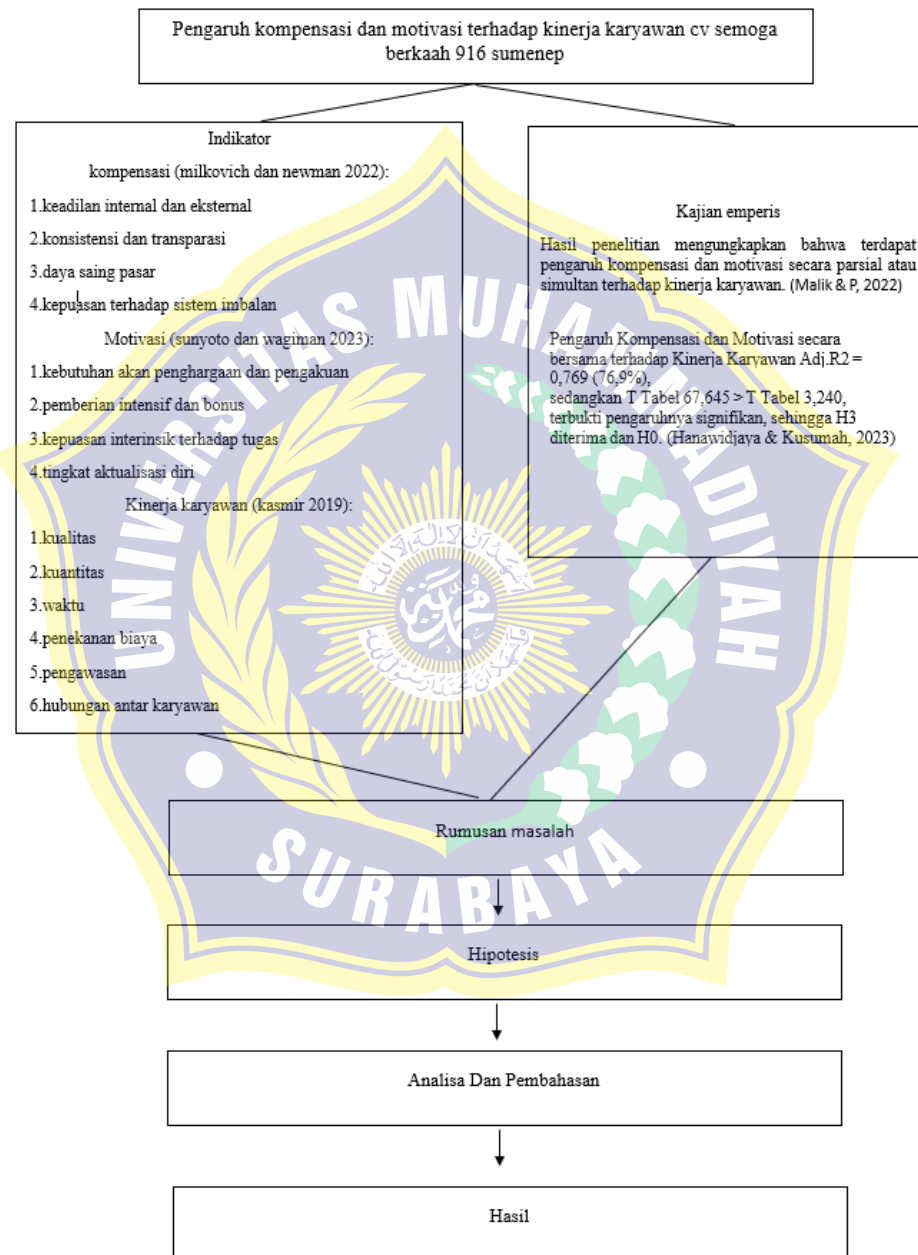 Pengaruh kompensasi dan motivasi terhadap kinerja karyawan cv semoga
berkaah 916 sumenep
Indikator
kompensasi (milkovich dan newman 2022):
1.keadilan internal dan eksternal
2.konsistensi dan transparasi
3.daya saing pasar
4.kepuasan terhadap sistem imbalan
Motivasi (sunyoto dan wagiman 2023):
1.kebutuhan akan penghargaan dan pengakuan
2.pemberian intensif dan bonus
3.kepuasan interinsik terhadap tugas
4.tingkat aktualisasi diri
Kinerja karyawan (kasmir 2019):
1.kualitas
2.kuantitas
3.waktu
4.penekanan biaya
5.pengawasan
6.hubungan antar karyawan
Kajian emperis
Hasil penelitian mengungkapkan bahwa terdapat
pengaruh kompensasi dan motivasi secara parsial atau
simultan terhadap kinerja karyawan. (Malik & P, 2022)
Pengaruh Kompensasi dan Motivasi secara
bersama terhadap Kinerja Karyawan Adj.R2 =
0,769 (76,9%),
sedangkan T Tabel 67,645 > T Tabel 3,240,
terbukti pengaruhnya signifikan, sehingga H3
diterima dan H0. (Hanawidjaya & Kusumah, 2023)
Rumusan masalah
Hipotesis
Analisa Dan Pembahasan
Hasil
UNIVERSITAS MUHAMMADIYAH
SURABAYA